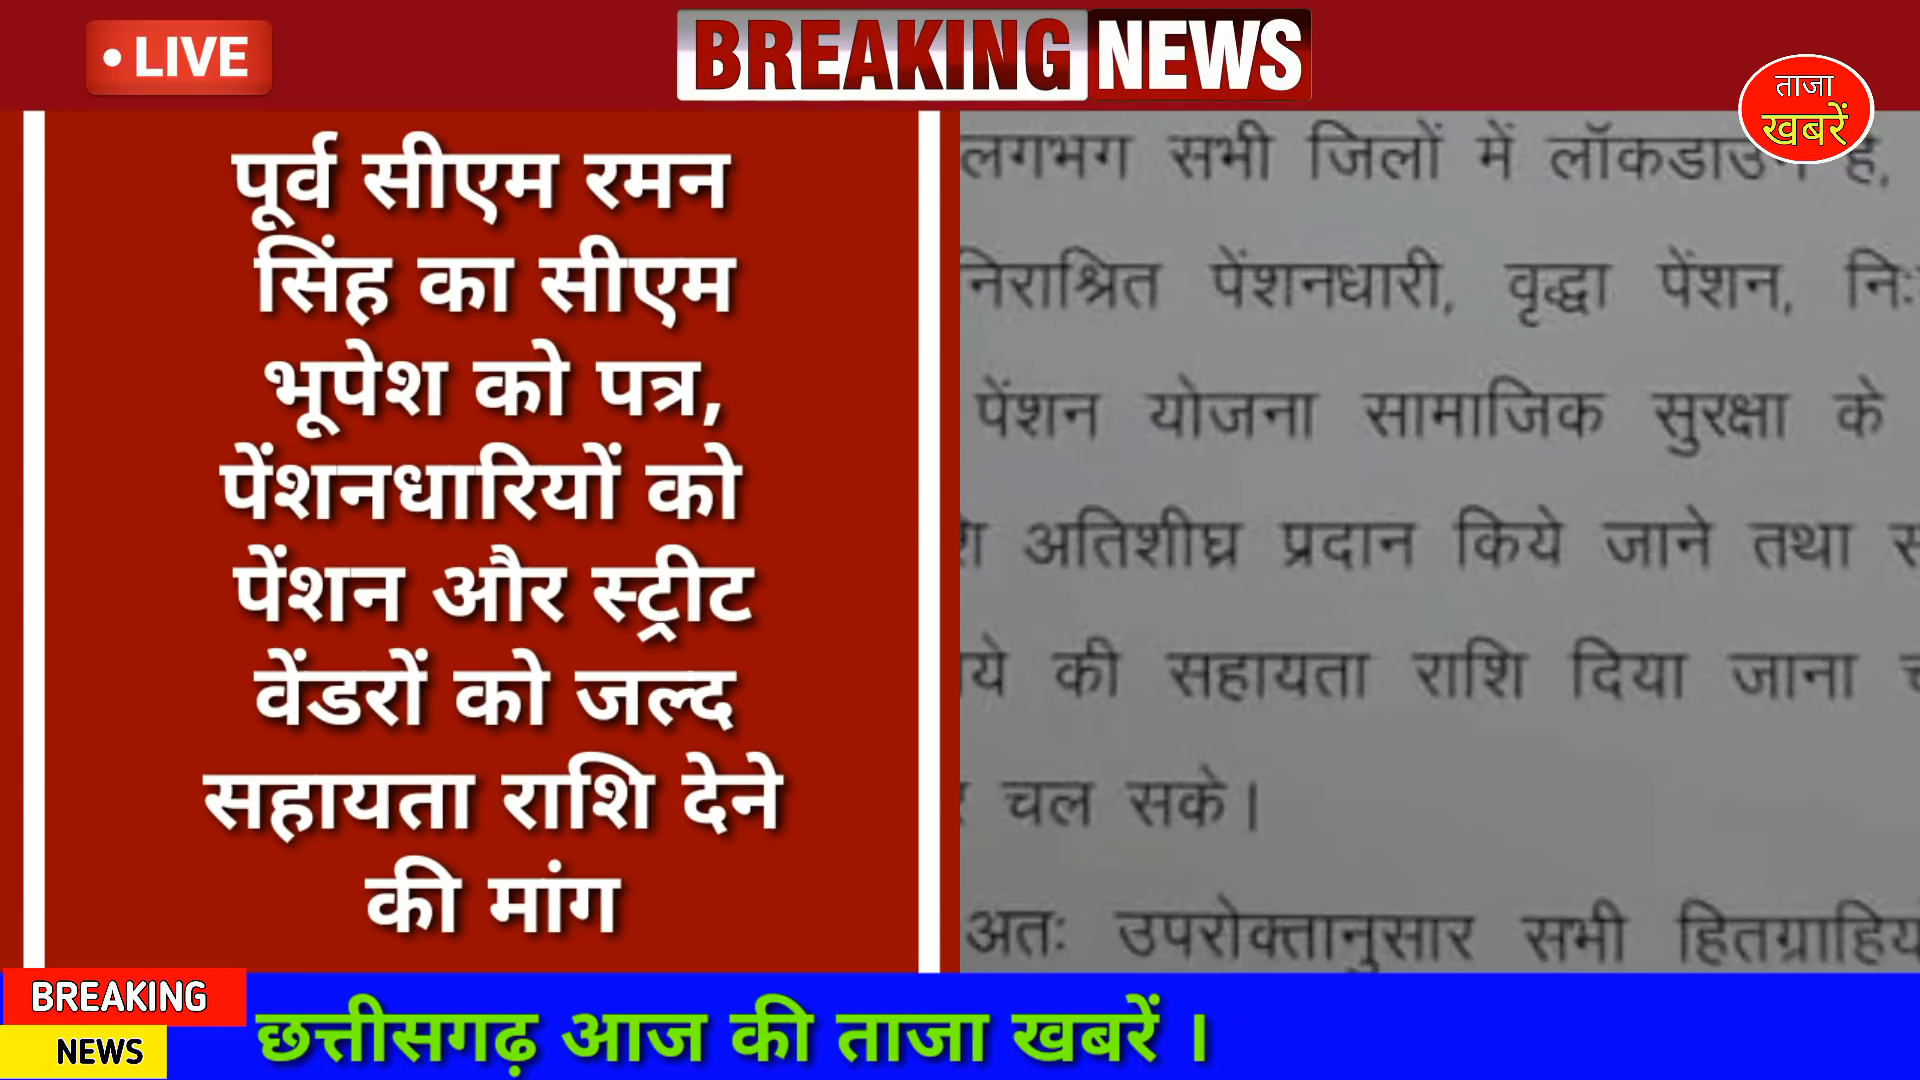 LIVE
BREAKING NEWS
ताजा
खबरें
पूर्व सीएम रमन
सिंह का सीएम
भूपेश को पत्र,
पेंशनधारियों को
पेंशन और स्ट्रीट
वेंडरों को जल्द
सहायता राशि देने
की मांग
लगभग सभी जिलों में है,
निराश्रित पेंशनधारी, वृद्धा पेंशन,
पेंशन योजना सामाजिक सुरक्षा के
अतिशीघ्र प्रदान किये जाने तथा
की सहायता राशि दिया जाना
चल सके।
अतः उपरोक्तानुसार सभी
BREAKING
NEWS
छत्तीसगढ़ आज की ताजा खबरें ।